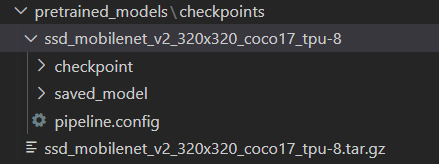 pretrained_models\checkpoints
ssd_mobilenet_v2_320x320_coco17_tpu-8
checkpoint
saved_model
pipeline.config
ssd_mobilenet_v2_320x320_coco17_tpu-8.tar.gz